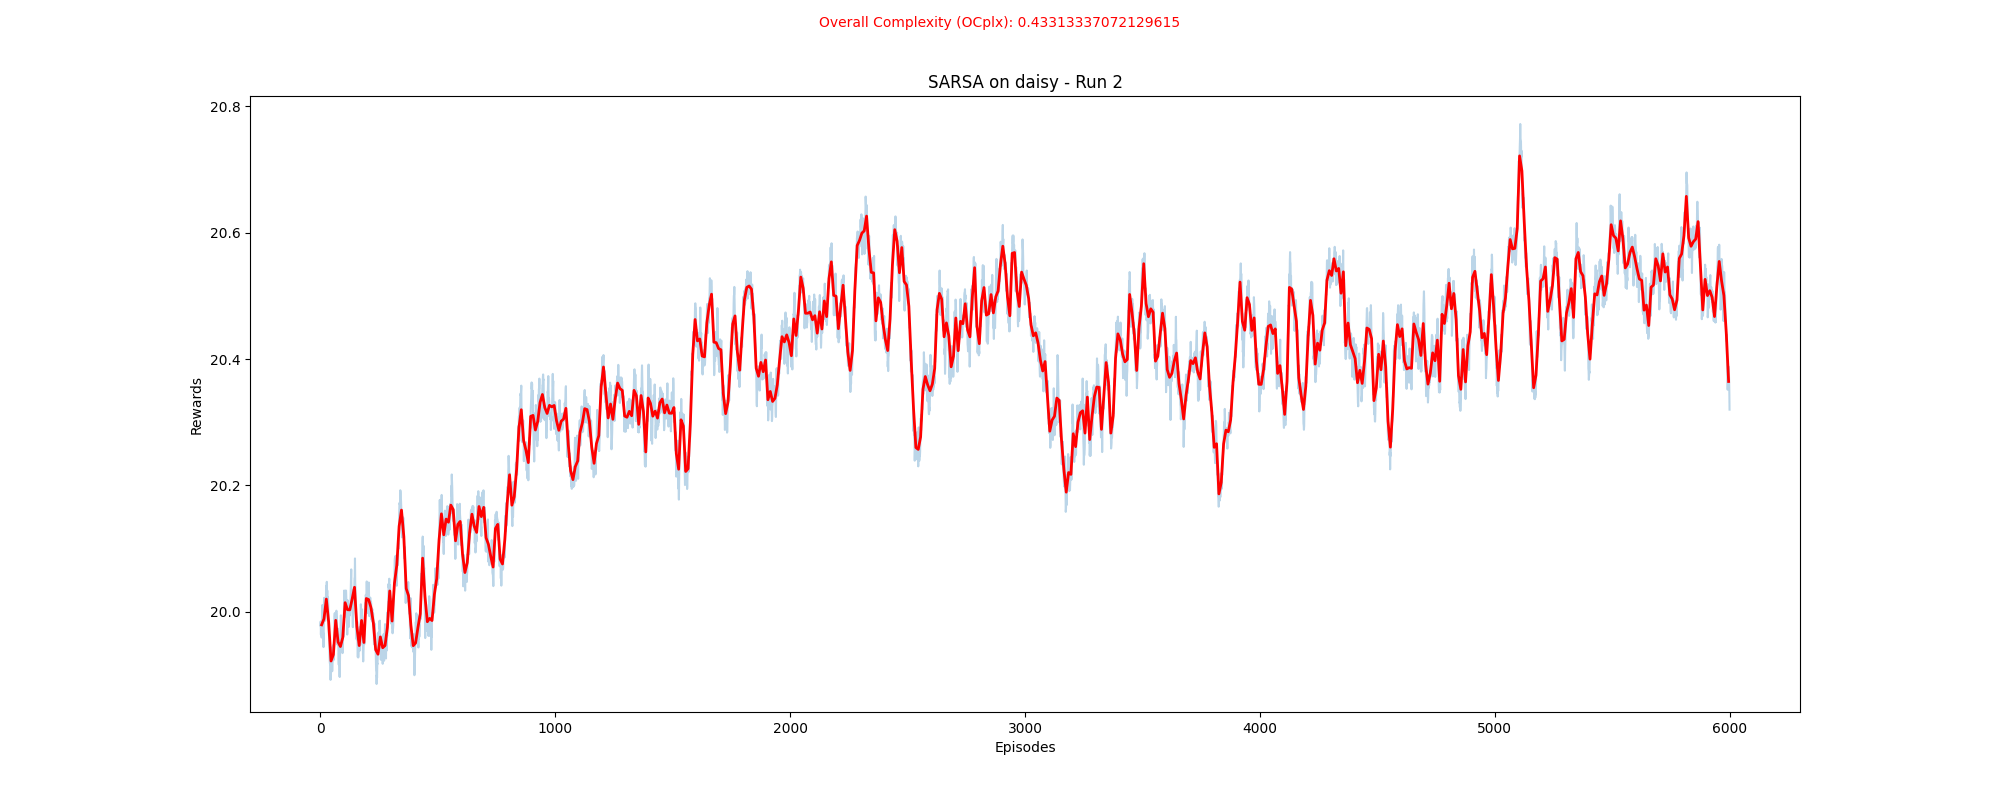 Overall Complexity (OCplx): 0.43313337072129615
SARSA on daisy - Run 2
20.8
20.6
20.4
20.2
20.0
Rewards
0 1000 2000 3000 4000 5000 6000
Episodes